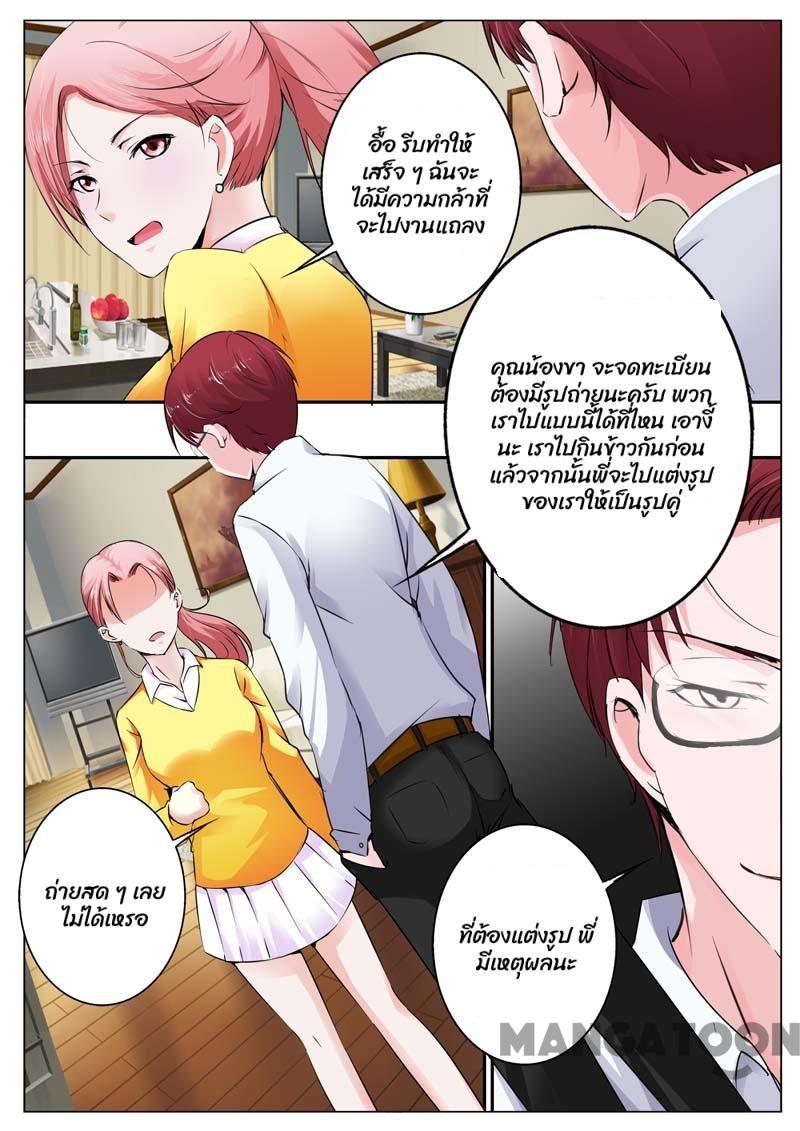 อื้อ รีบทำให้
เสร็จ ๆ ฉันจะ
ได้มีความกล้าที่
จะไปงานแถลง
คุณน้องขา จะจดทะเบียน
ต้องมีรูปถ่ายนะครับ พวก
เราไปแบบนี้ได้ที่ไหน เอางี้
นะ เราไปกินข้าวกันก่อน
แล้วจากนั้นพี่จะไปแต่งรูป
ของเราให้เป็นรูปคู่
ถ่ายสด ๆ เลย
ไม่ได้เหรอ
ที่ต้องแต่งรูป พี่
มีเหตุผลนะ
MANGATOON